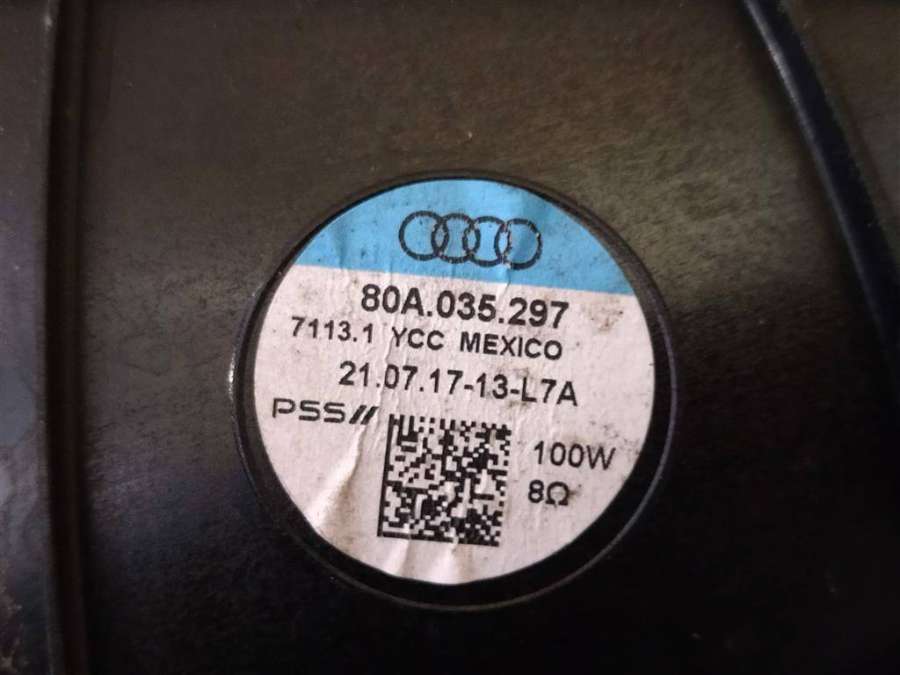 80A.035.297
7113.1 YCC MEXICO
21.07.17-13-L7A
PSS//
100W
8Ω